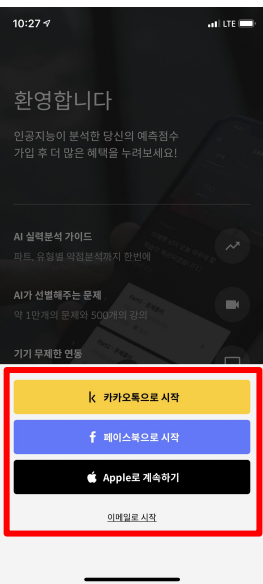 10:27
LTE
환영합니다
인공지능이 분석한 당신의 예측점수
가입 후 더 많은 혜택을 누려보세요!
AI 실력분석 가이드
파트, 유형별 약점분석까지 한번에
AI가 선별해주는 문제
약 1만개의 문제와 500개의 강의
기기 무제한 연동
k 카카오톡으로 시작
f 페이스북으로 시작
Apple로 계속하기
이메일로 시작